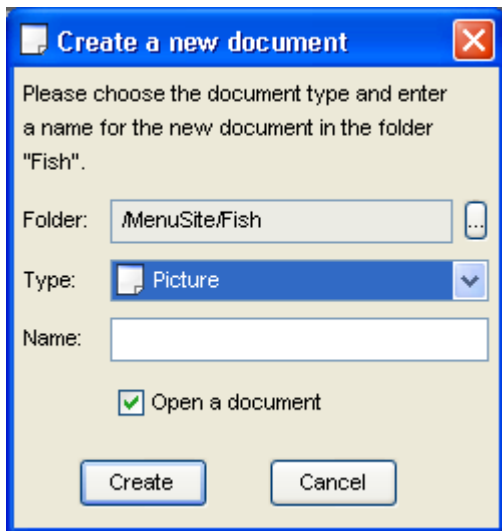 Create a new document
Please choose the document type and enter
a name for the new document in the folder
"Fish".
Folder: /MenuSite/Fish ...
Type: Picture
Name:
Open a document
Create Cancel